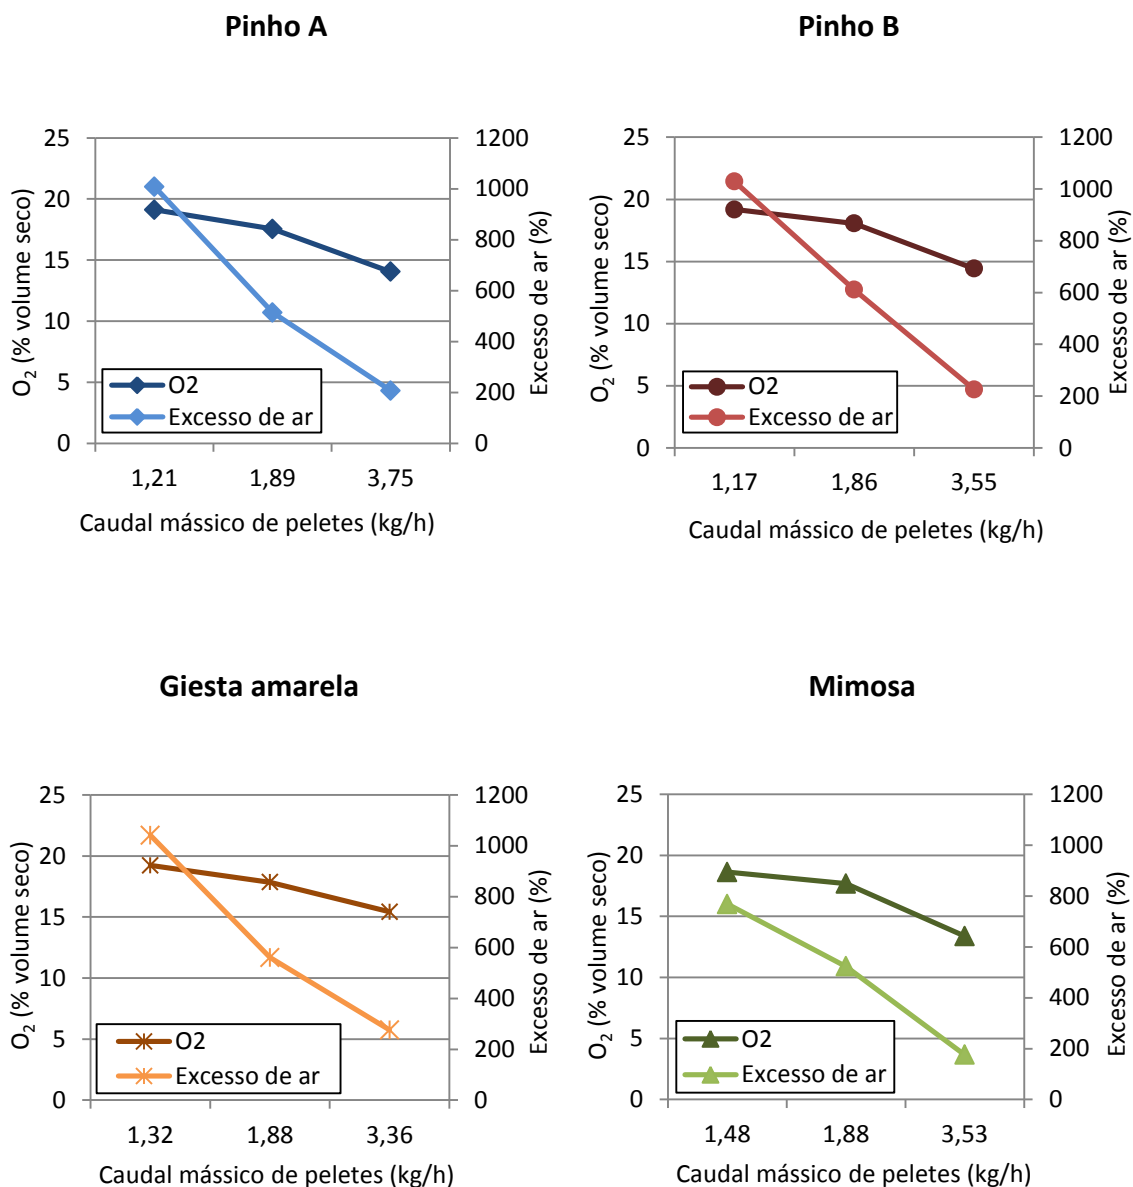 Pinho A
25
20
15
10
5
0
O₂ (% volume seco)
1200
1000
800
600
400
200
0
Excesso de ar (%)
O2
Excesso de ar
1,21 1,89 3,75
Caudal mássico de peletes (kg/h)
Pinho B
25
20
15
10
5
0
O₂ (% volume seco)
1200
1000
800
600
400
200
0
Excesso de ar (%)
O2
Excesso de ar
1,17 1,86 3,55
Caudal mássico de peletes (kg/h)
Giesta amarela
25
20
15
10
5
0
O₂ (% volume seco)
1200
1000
800
600
400
200
0
Excesso de ar (%)
O2
Excesso de ar
1,32 1,88 3,36
Caudal mássico de peletes (kg/h)
Mimosa
25
20
15
10
5
0
O₂ (% volume seco)
1200
1000
800
600
400
200
0
Excesso de ar (%)
O2
Excesso de ar
1,48 1,88 3,53
Caudal mássico de peletes (kg/h)